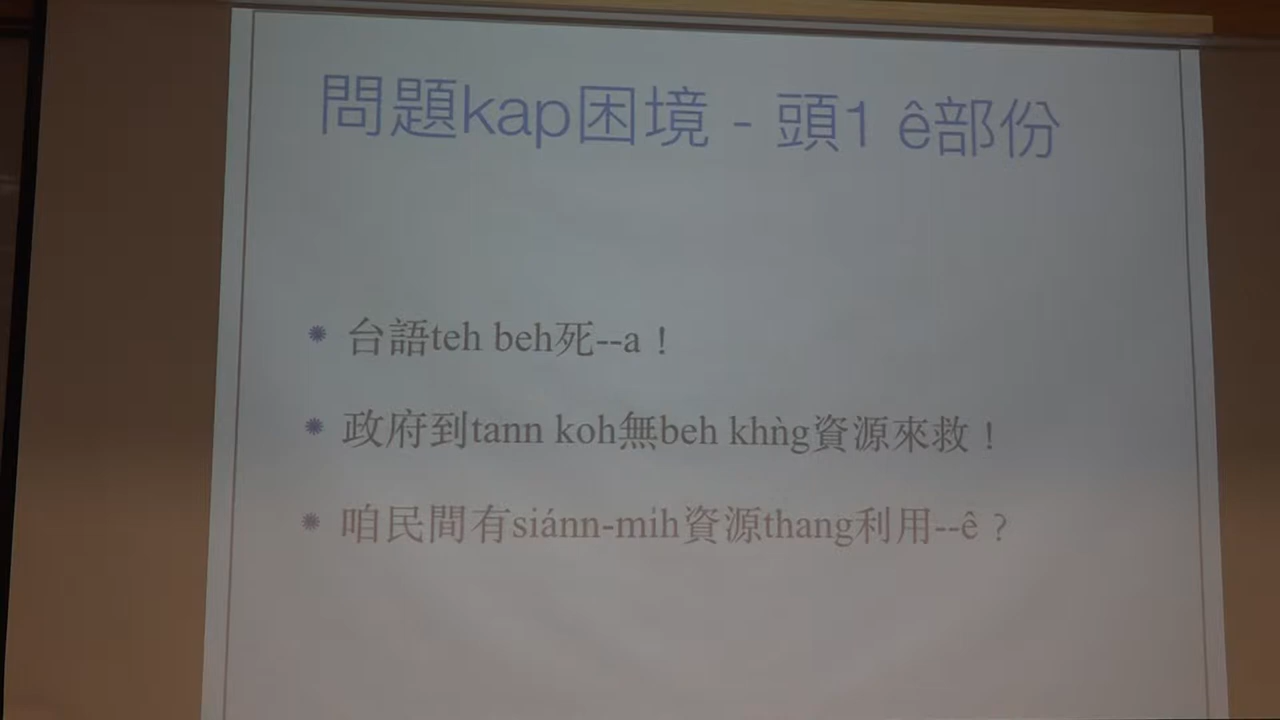 問題kap困境 - 頭1 ê部份
台語teh beh死--a！
政府到tann koh無beh khǹg資源來救！
咱民間有siánn-mih資源thang利用--ê？